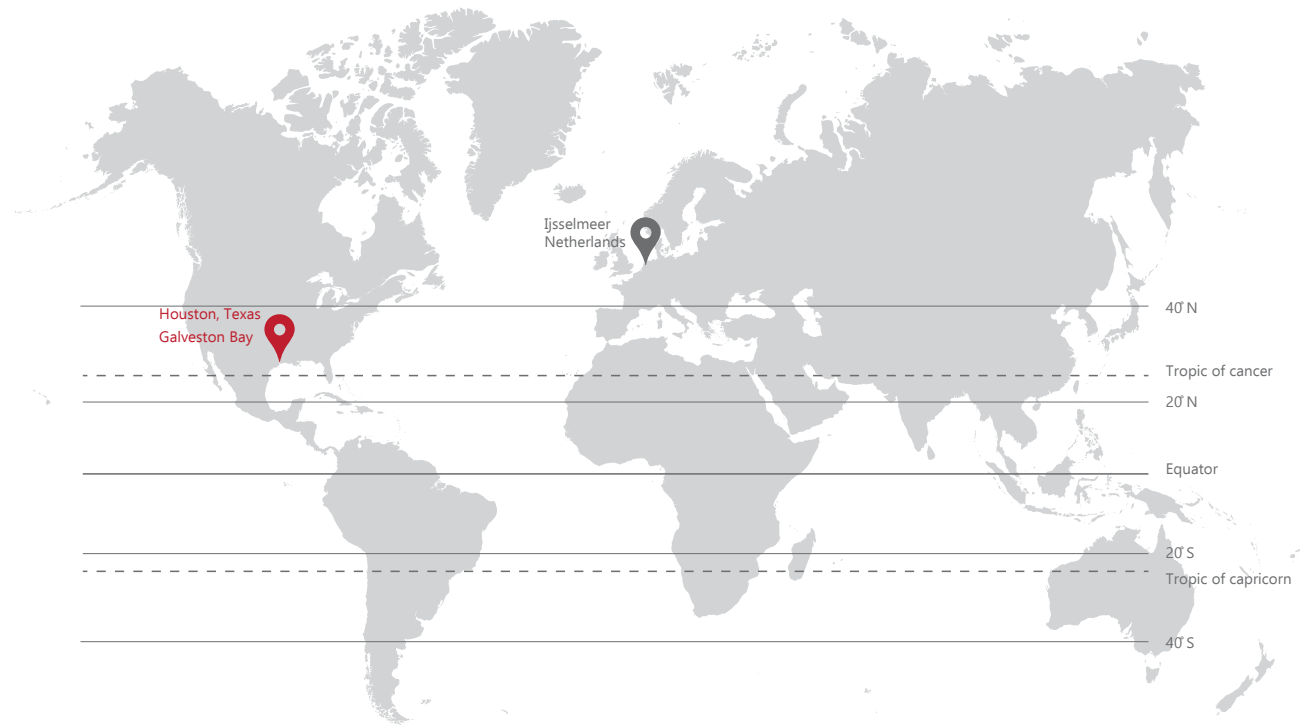 Ijsselmeer
Netherlands
40° N
Houston, Texas
Galveston Bay
Tropic of cancer
20° N
Equator
20° S
Tropic of capricorn
40° S